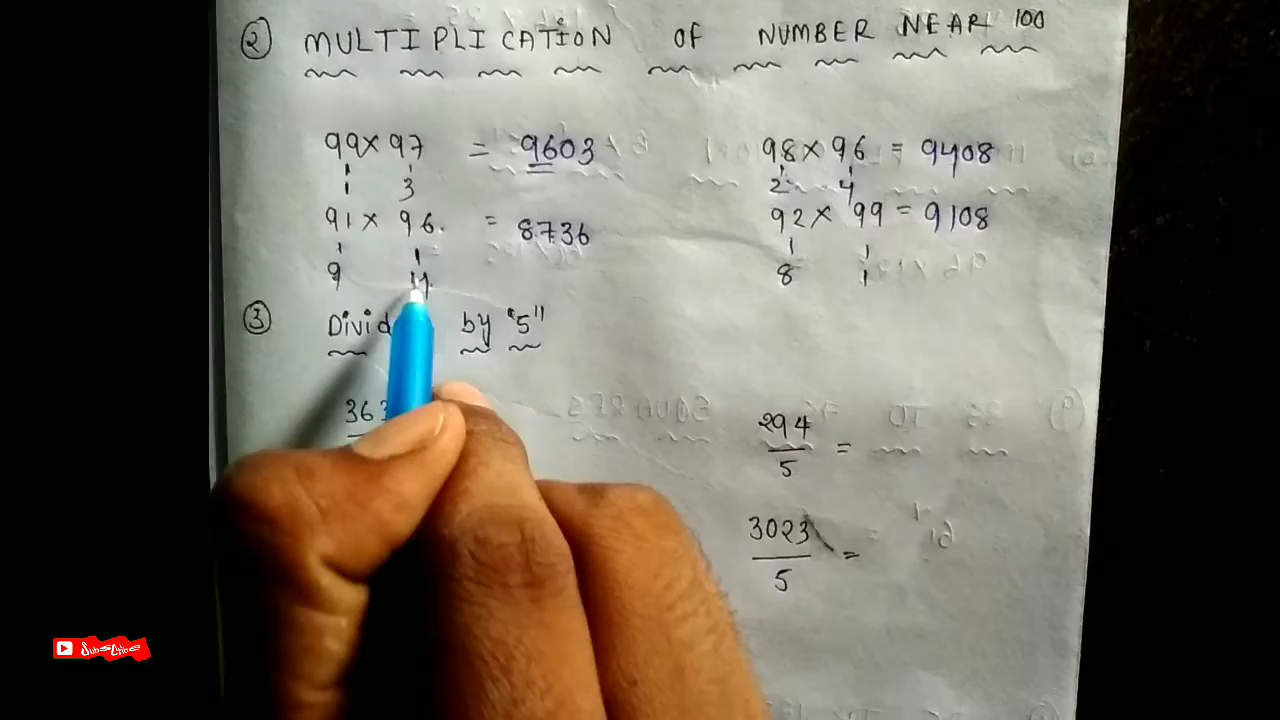 ② MULTIPLICATION OF NUMBER NEAR 100
99 × 97 = 9603
1 3
98 × 96 = 9408
2 4
91 × 96. = 8736
9 4
92 × 99 = 9108
8 1
③ by "5"
294
5 =
3023
5 =
Subscribe